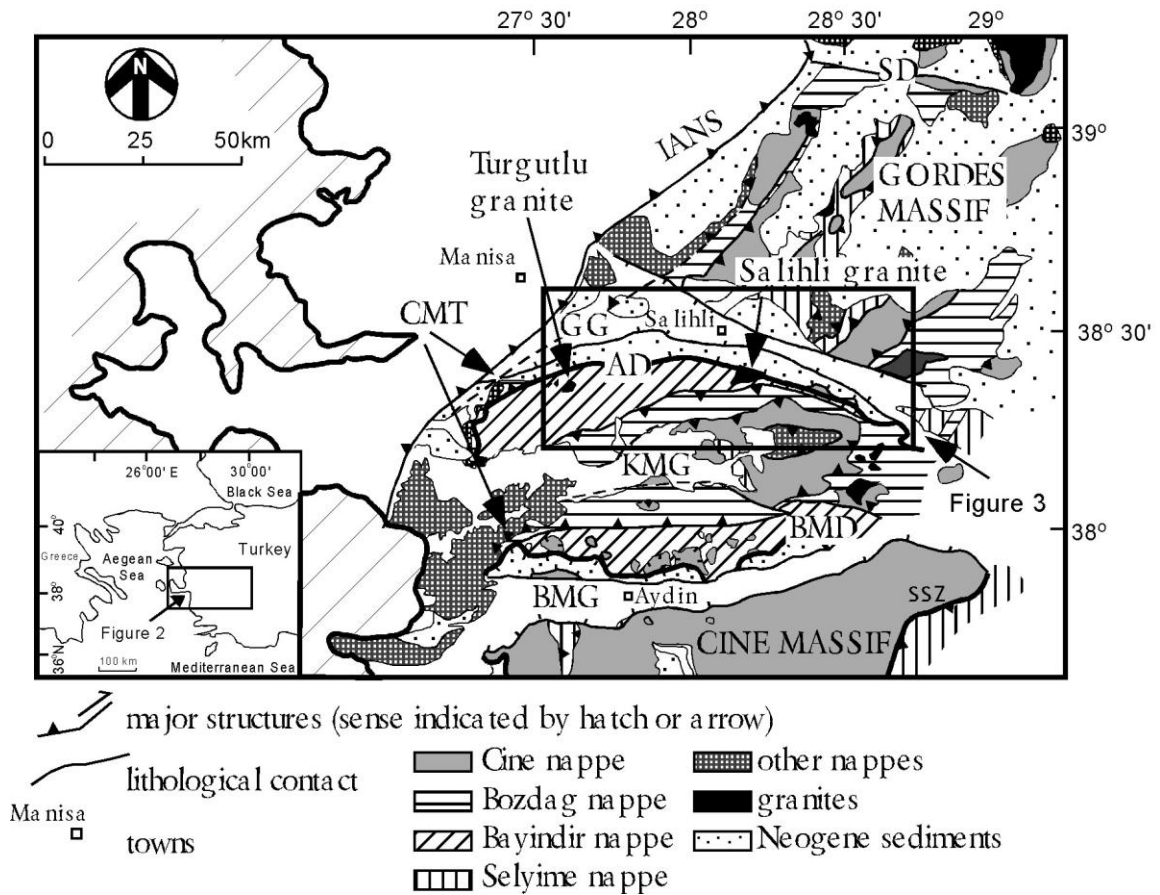 27° 30' 28° 28° 30' 29°
N
0 25 50km
SD
39°
IANS
Turgutlu
granite
GORDES
MASSIF
Manisa
Salihli granite
CMT
GG
Salihli
38° 30'
AD
KMG
Figure 3
BMD
38°
BMG
Aydin
SSZ
CINE MASSIF
26°00' E 30°00'
Black Sea
40°
Greece
Aegean
Sea
Turkey
38°
Figure 2
36°N
100 km
Mediterranean Sea
major structures (sense indicated by hatch or arrow)
lithological contact
Manisa
towns
Cine nappe
Bozdag nappe
Bayindir nappe
Selyime nappe
other nappes
granites
Neogene sediments